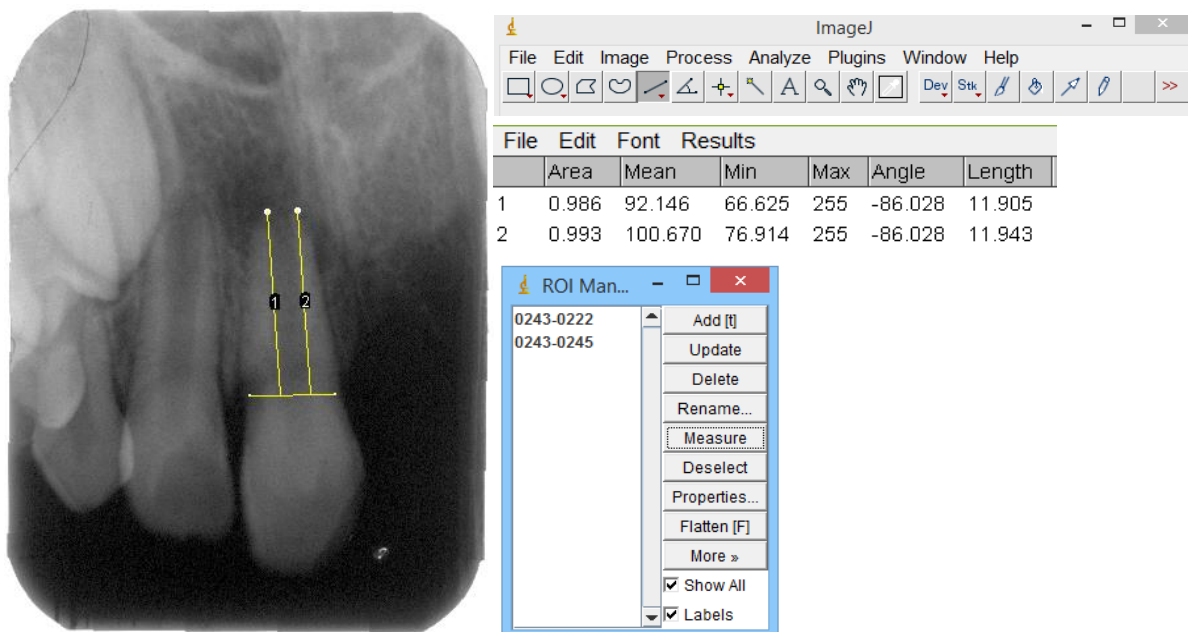 ImageJ
File Edit Image Process Analyze Plugins Window Help
Dev Stk >>
File Edit Font Results
Area Mean Min Max Angle Length
1 0.986 92.146 66.625 255 -86.028 11.905
2 0.993 100.670 76.914 255 -86.028 11.943
1 2
ROI Man...
0243-0222
0243-0245
Add [t]
Update
Delete
Rename...
Measure
Deselect
Properties...
Flatten [F]
More »
Show All
Labels